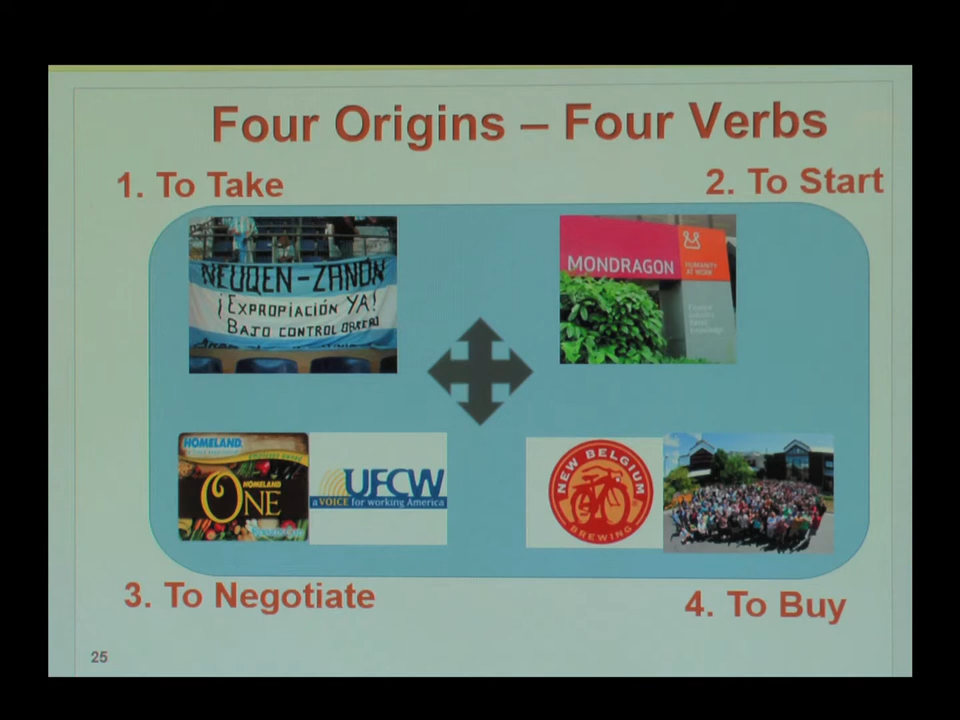 Four Origins – Four Verbs
1. To Take
2. To Start
NEUQEN-ZANON
¡EXPROPIACIÓN YA!
BAJO CONTROL OBRERO
MONDRAGON
HUMANITY
AT WORK
HOMELAND
HOMELAND
ONE
UFCW
a VOICE for working America
NEW BELGIUM
BREWING
3. To Negotiate
4. To Buy
25